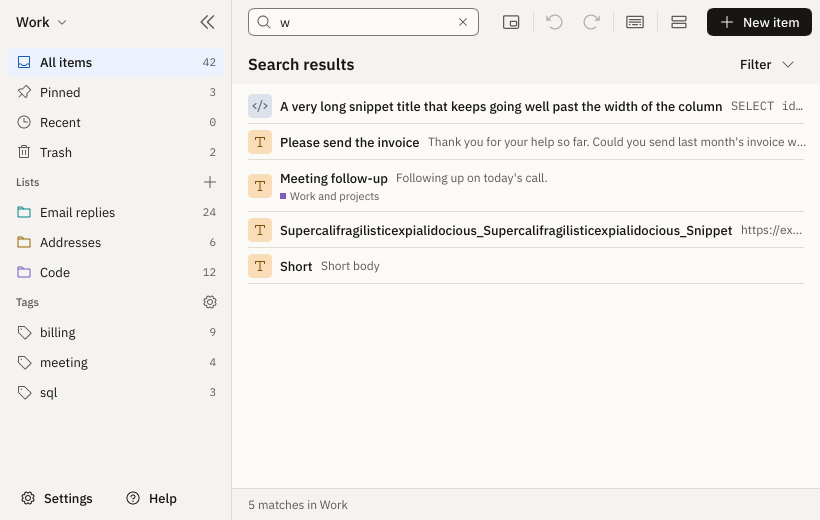 Work
w
New item
All items 42
Pinned 3
Recent 0
Trash 2
Lists
Email replies 24
Addresses 6
Code 12
Tags
billing 9
meeting 4
sql 3
Settings
Help
Search results
Filter
</> A very long snippet title that keeps going well past the width of the column SELECT id…
T Please send the invoice Thank you for your help so far. Could you send last month's invoice w…
T Meeting follow-up Following up on today's call.
Work and projects
T Supercalifragilisticexpialidocious_Supercalifragilisticexpialidocious_Snippet https://ex…
T Short Short body
5 matches in Work